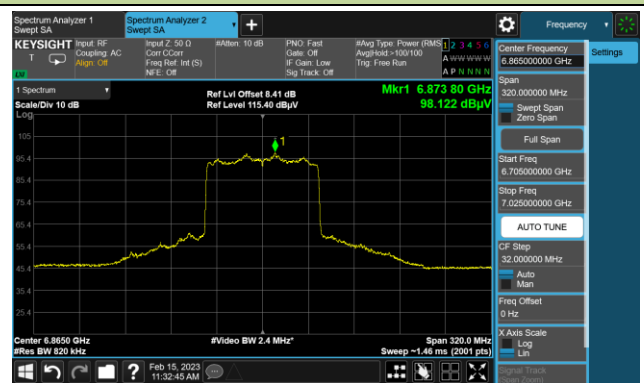 Spectrum Analyzer 1
Swept SA
Spectrum Analyzer 2
Swept SA
+
Frequency
KEYSIGHT
T
LW
Input: RF
Coupling: AC
Align: Off
Input Z: 50 Ω
Corr CCorr
Freq Ref: Int (S)
NFE: Off
#Atten: 10 dB
PNO: Fast
Gate: Off
IF Gain: Low
Sig Track: Off
#Avg Type: Power (RMS
Avg|Hold:>100/100
Trig: Free Run
1 2 3 4 5 6
A W W W W W
A P N N N N
Center Frequency
6.865000000 GHz
Settings
1 Spectrum
Scale/Div 10 dB
Log
Ref Lvl Offset 8.41 dB
Ref Level 115.40 dBµV
Mkr1 6.873 80 GHz
98.122 dBµV
Span
320.000000 MHz
Swept Span
Zero Span
Full Span
Start Freq
6.705000000 GHz
Stop Freq
7.025000000 GHz
AUTO TUNE
CF Step
32.000000 MHz
Auto
Man
Freq Offset
0 Hz
X Axis Scale
Log
Lin
Signal Track
(Span Zoom)
105
95.4
85.4
75.4
65.4
55.4
45.4
35.4
25.4
1
Center 6.8650 GHz
#Res BW 820 kHz
#Video BW 2.4 MHz*
Span 320.0 MHz
Sweep ~1.46 ms (2001 pts)
?
Feb 15, 2023
11:32:45 AM